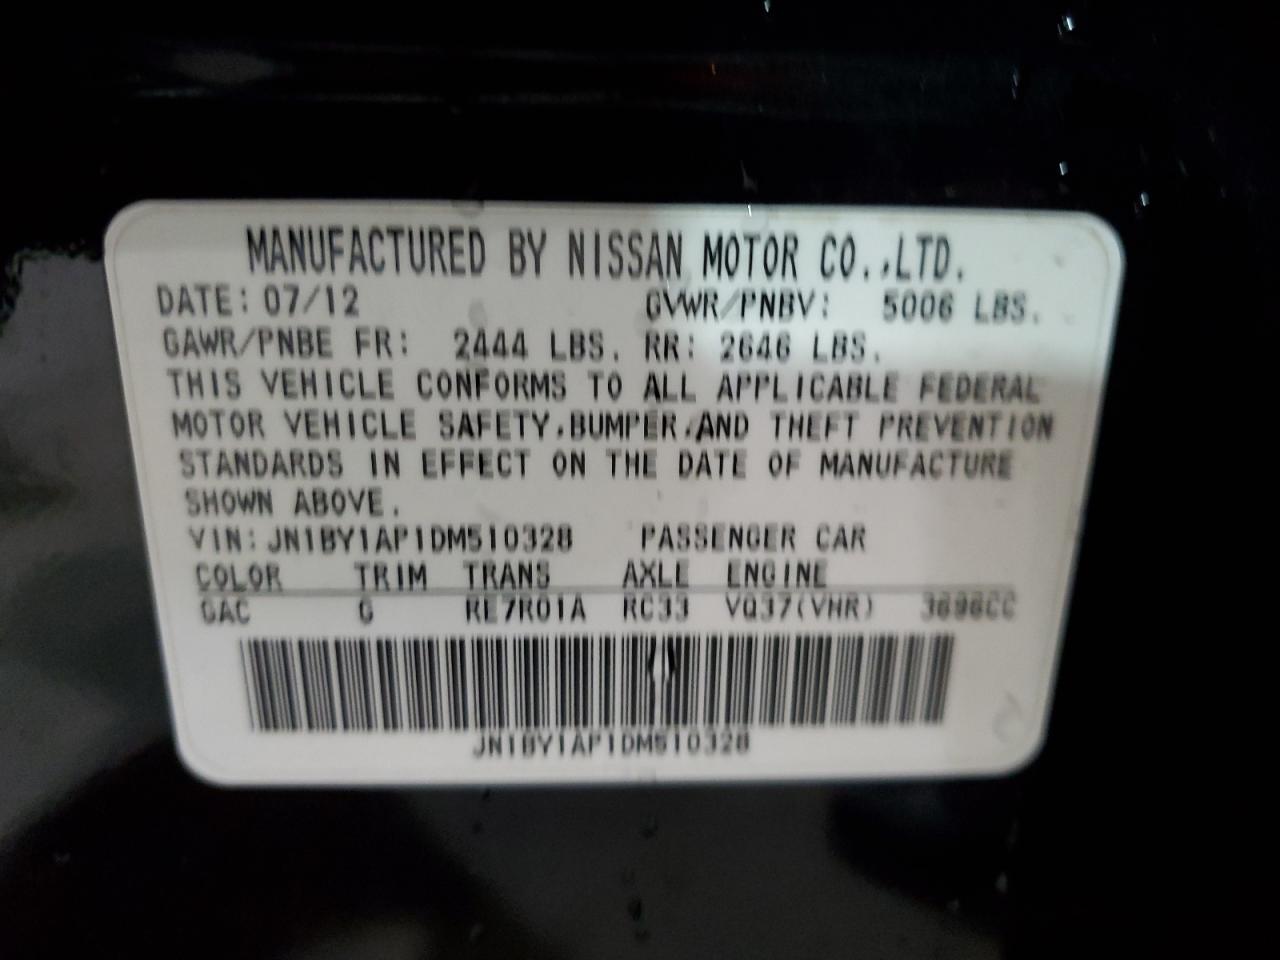 MANUFACTURED BY NISSAN MOTOR CO.,LTD.
DATE: 07/12 GVWR/PNBV: 5006 LBS.
GAWR/PNBE FR: 2444 LBS. RR: 2646 LBS.
THIS VEHICLE CONFORMS TO ALL APPLICABLE FEDERAL
MOTOR VEHICLE SAFETY,BUMPER,AND THEFT PREVENTION
STANDARDS IN EFFECT ON THE DATE OF MANUFACTURE
SHOWN ABOVE.
VIN: JN1BY1AP1DM510328 PASSENGER CAR
COLOR TRIM TRANS AXLE ENGINE
GAC G RE7R01A RC33 VQ37(VHR) 3696CC
JN1BY1AP1DM510328